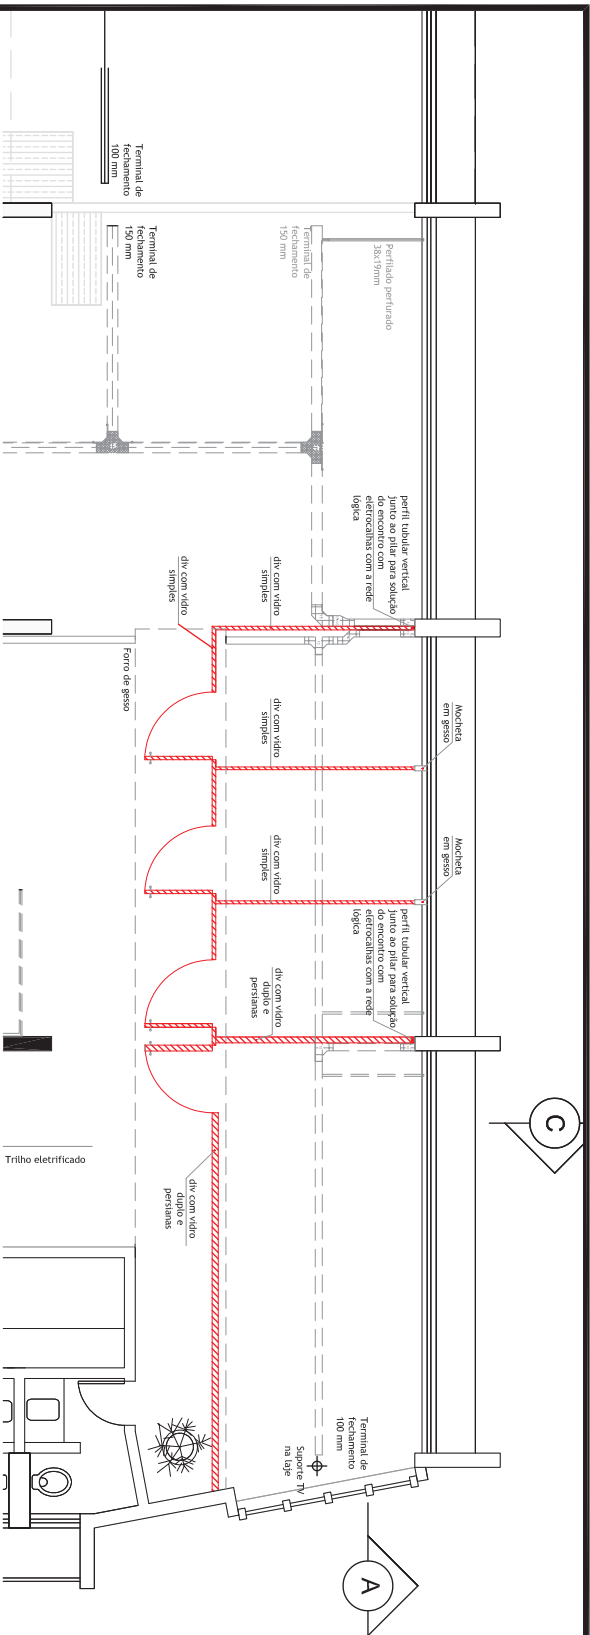 Terminal de
fechamento
100 mm
Terminal de
fechamento
150 mm
Terminal de
fechamento
150 mm
Perfilado perfurado
38x19mm
perfil tubular vertical
junto ao pilar para solução
do encontro com
eletrocalhas com a rede
lógica
div com vidro
simples
div com vidro
simples
Forro de gesso
div com vidro
simples
Mocheta
em gesso
div com vidro
simples
Mocheta
em gesso
perfil tubular vertical
junto ao pilar para solução
do encontro com
eletrocalhas com a rede
lógica
div com vidro
duplo e
persianas
C
Trilho eletrificado
div com vidro
duplo e
persianas
Terminal de
fechamento
100 mm
Suporte TV
na laje
A